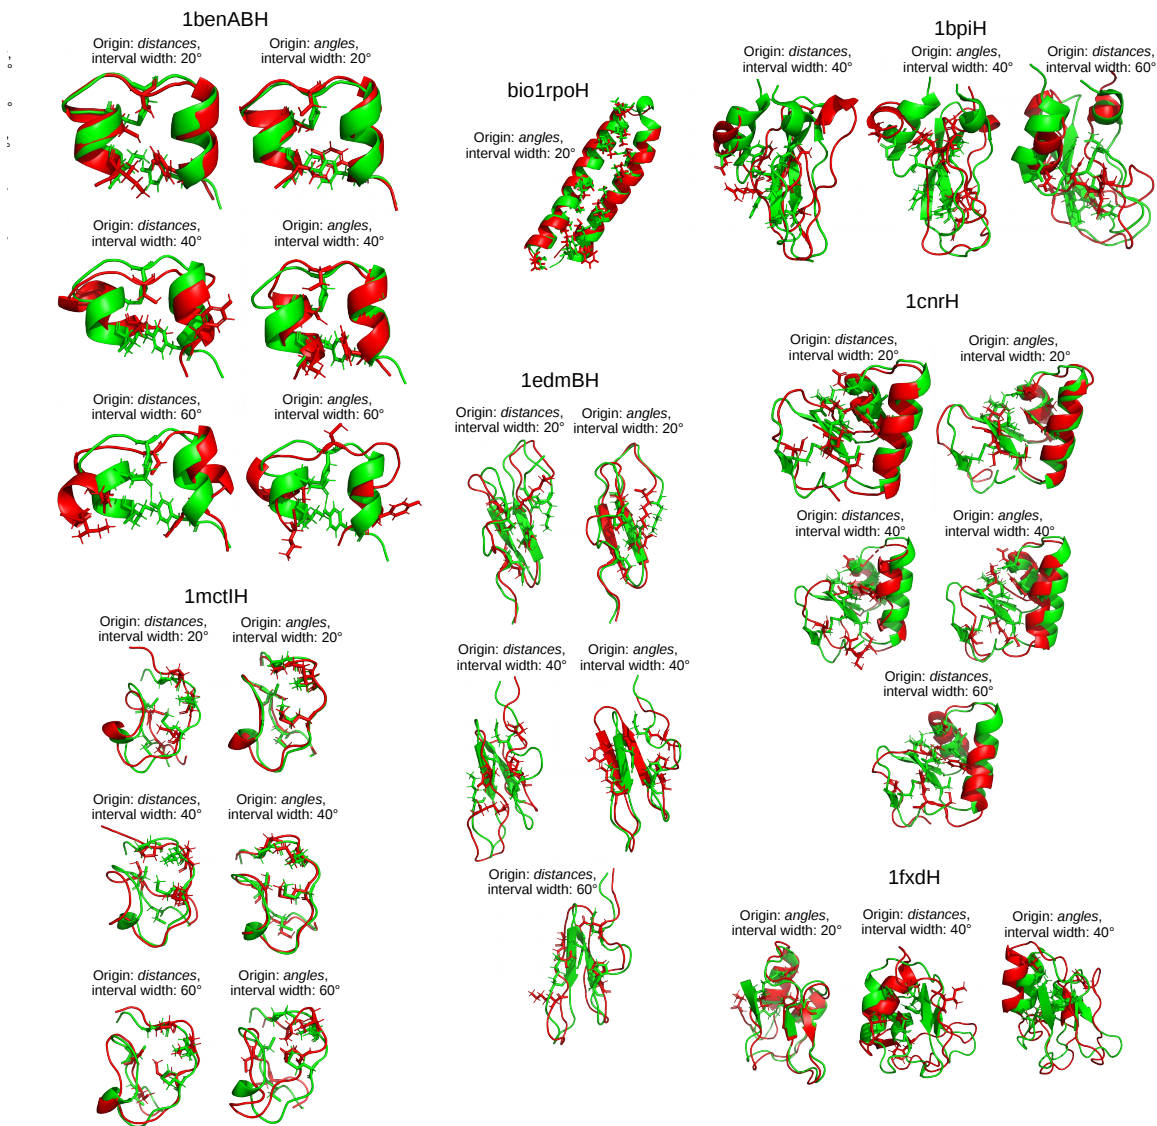 1benABH
Origin: distances,
interval width: 20°
Origin: angles,
interval width: 20°
Origin: distances,
interval width: 40°
Origin: angles,
interval width: 40°
Origin: distances,
interval width: 60°
Origin: angles,
interval width: 60°
1mctIH
Origin: distances,
interval width: 20°
Origin: angles,
interval width: 20°
Origin: distances,
interval width: 40°
Origin: angles,
interval width: 40°
Origin: distances,
interval width: 60°
Origin: angles,
interval width: 60°
bio1rpoH
Origin: angles,
interval width: 20°
1edmBH
Origin: distances,
interval width: 20°
Origin: angles,
interval width: 20°
Origin: distances,
interval width: 40°
Origin: angles,
interval width: 40°
Origin: distances,
interval width: 60°
1bpiH
Origin: distances,
interval width: 40°
Origin: angles,
interval width: 40°
Origin: distances,
interval width: 60°
1cnrH
Origin: distances,
interval width: 20°
Origin: angles,
interval width: 20°
Origin: distances,
interval width: 40°
Origin: angles,
interval width: 40°
Origin: distances,
interval width: 60°
1fxdH
Origin: angles,
interval width: 20°
Origin: distances,
interval width: 40°
Origin: angles,
interval width: 40°